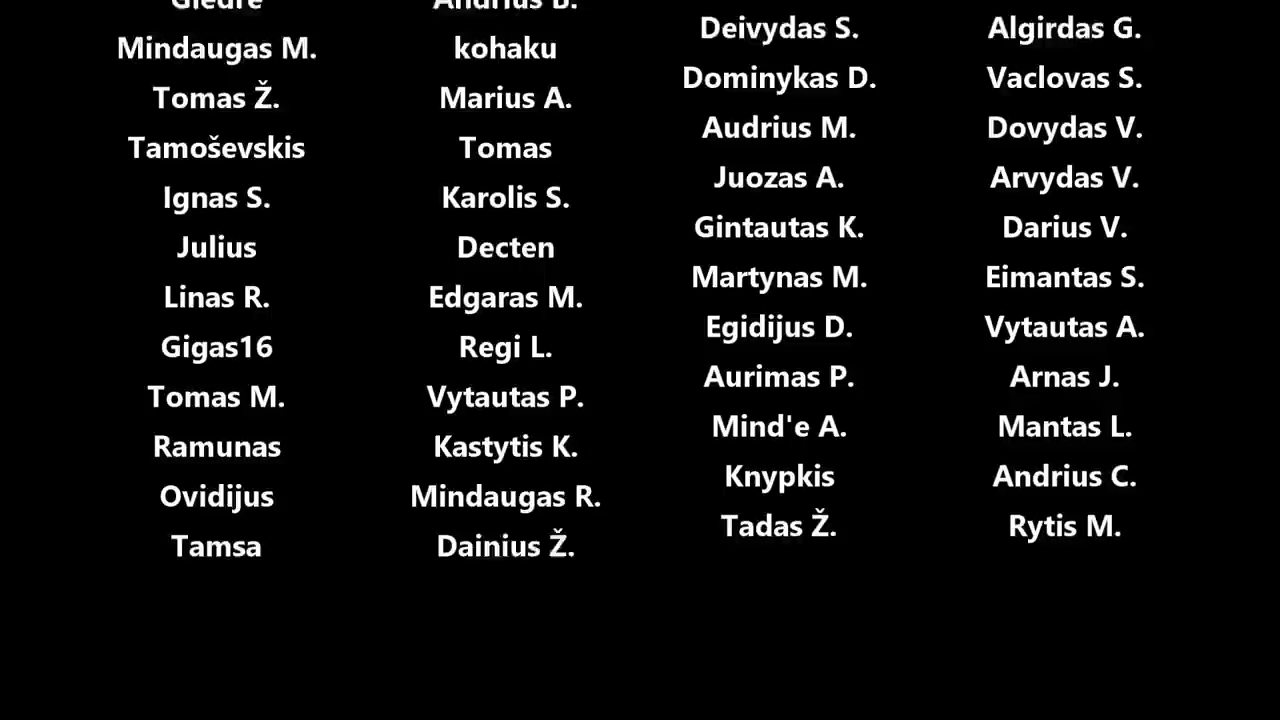 Giedrė
Mindaugas M.
Tomas Ž.
Tamoševskis
Ignas S.
Julius
Linas R.
Gigas16
Tomas M.
Ramunas
Ovidijus
Tamsa
Andrius B.
kohaku
Marius A.
Tomas
Karolis S.
Decten
Edgaras M.
Regi L.
Vytautas P.
Kastytis K.
Mindaugas R.
Dainius Ž.
Deivydas S.
Dominykas D.
Audrius M.
Juozas A.
Gintautas K.
Martynas M.
Egidijus D.
Aurimas P.
Mind'e A.
Knypkis
Tadas Ž.
Algirdas G.
Vaclovas S.
Dovydas V.
Arvydas V.
Darius V.
Eimantas S.
Vytautas A.
Arnas J.
Mantas L.
Andrius C.
Rytis M.